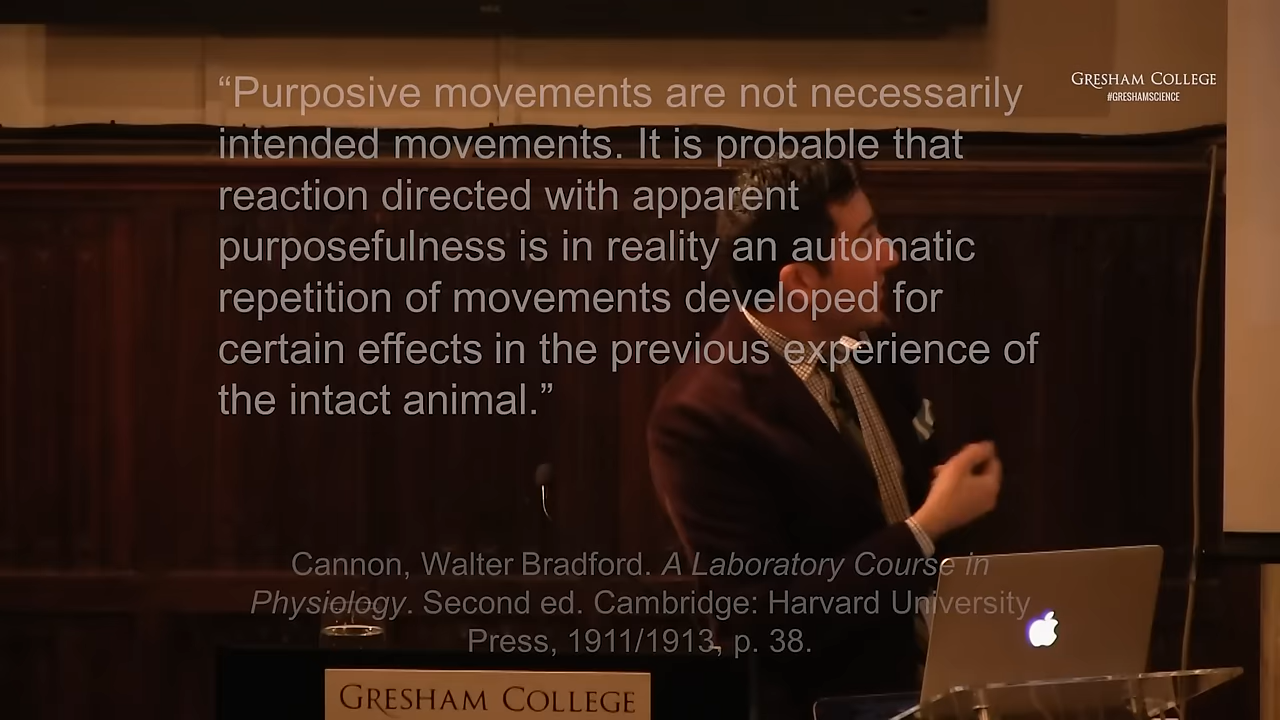 “Purposive movements are not necessarily
intended movements. It is probable that
reaction directed with apparent
purposefulness is in reality an automatic
repetition of movements developed for
certain effects in the previous experience of
the intact animal.”
GRESHAM COLLEGE
#GRESHAMSCIENCE
Cannon, Walter Bradford. A Laboratory Course in
Physiology. Second ed. Cambridge: Harvard University
Press, 1911/1913, p. 38.
GRESHAM COLLEGE